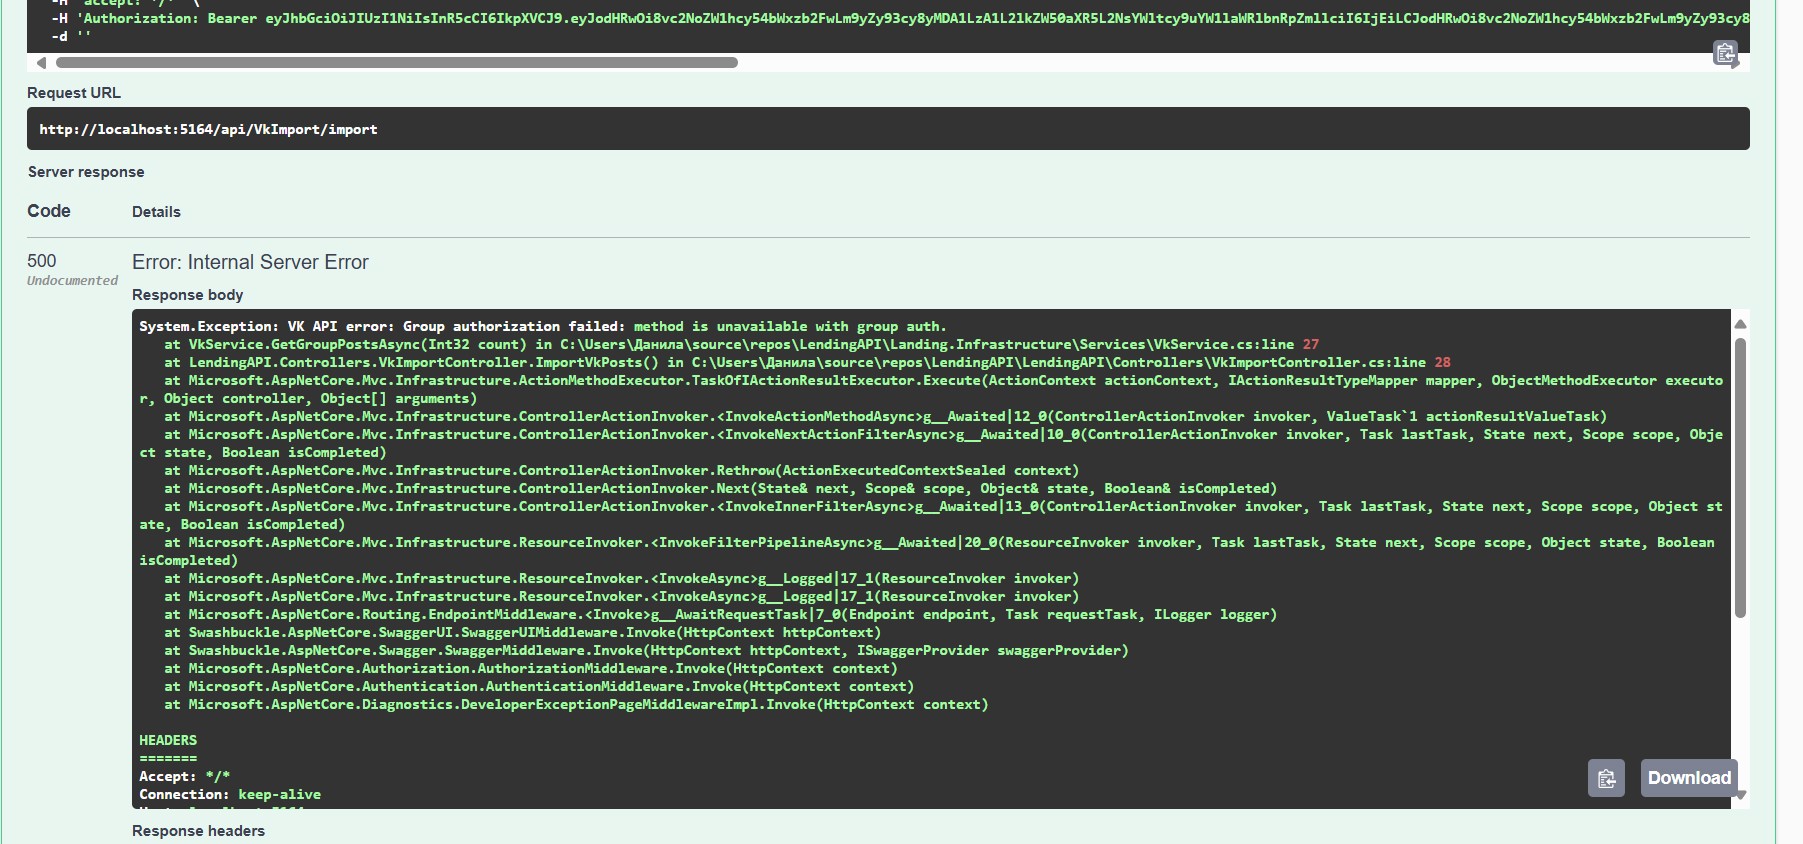 -H 'accept: */*' \
-H 'Authorization: Bearer eyJhbGciOiJIUzI1NiIsInR5cCI6IkpXVCJ9.eyJodHRwOi8vc2NoZW1hcy54bWxzb2FwLm9yZy93cy8yMDA1LzA1L2lkZW50aXR5L2NsYWltcy9uYW1laWRlbnRpZmllciI6IjEiLCJodHRwOi8vc2NoZW1hcy54bWxzb2FwLm9yZy93cy8
-d ''
Request URL
http://localhost:5164/api/VkImport/import
Server response
Code Details
500 Error: Internal Server Error
Undocumented
Response body
System.Exception: VK API error: Group authorization failed: method is unavailable with group auth.
at VkService.GetGroupPostsAsync(Int32 count) in C:\Users\Данила\source\repos\LendingAPI\Landing.Infrastructure\Services\VkService.cs:line 27
at LendingAPI.Controllers.VkImportController.ImportVkPosts() in C:\Users\Данила\source\repos\LendingAPI\LendingAPI\Controllers\VkImportController.cs:line 28
at Microsoft.AspNetCore.Mvc.Infrastructure.ActionMethodExecutor.TaskOfIActionResultExecutor.Execute(ActionContext actionContext, IActionResultTypeMapper mapper, ObjectMethodExecutor executo
r, Object controller, Object[] arguments)
at Microsoft.AspNetCore.Mvc.Infrastructure.ControllerActionInvoker.<InvokeActionMethodAsync>g__Awaited|12_0(ControllerActionInvoker invoker, ValueTask`1 actionResultValueTask)
at Microsoft.AspNetCore.Mvc.Infrastructure.ControllerActionInvoker.<InvokeNextActionFilterAsync>g__Awaited|10_0(ControllerActionInvoker invoker, Task lastTask, State next, Scope scope, Obje
ct state, Boolean isCompleted)
at Microsoft.AspNetCore.Mvc.Infrastructure.ControllerActionInvoker.Rethrow(ActionExecutedContextSealed context)
at Microsoft.AspNetCore.Mvc.Infrastructure.ControllerActionInvoker.Next(State& next, Scope& scope, Object& state, Boolean& isCompleted)
at Microsoft.AspNetCore.Mvc.Infrastructure.ControllerActionInvoker.<InvokeInnerFilterAsync>g__Awaited|13_0(ControllerActionInvoker invoker, Task lastTask, State next, Scope scope, Object st
ate, Boolean isCompleted)
at Microsoft.AspNetCore.Mvc.Infrastructure.ResourceInvoker.<InvokeFilterPipelineAsync>g__Awaited|20_0(ResourceInvoker invoker, Task lastTask, State next, Scope scope, Object state, Boolean
isCompleted)
at Microsoft.AspNetCore.Mvc.Infrastructure.ResourceInvoker.<InvokeAsync>g__Logged|17_1(ResourceInvoker invoker)
at Microsoft.AspNetCore.Mvc.Infrastructure.ResourceInvoker.<InvokeAsync>g__Logged|17_1(ResourceInvoker invoker)
at Microsoft.AspNetCore.Routing.EndpointMiddleware.<Invoke>g__AwaitRequestTask|7_0(Endpoint endpoint, Task requestTask, ILogger logger)
at Swashbuckle.AspNetCore.SwaggerUI.SwaggerUIMiddleware.Invoke(HttpContext httpContext)
at Swashbuckle.AspNetCore.Swagger.SwaggerMiddleware.Invoke(HttpContext httpContext, ISwaggerProvider swaggerProvider)
at Microsoft.AspNetCore.Authorization.AuthorizationMiddleware.Invoke(HttpContext context)
at Microsoft.AspNetCore.Authentication.AuthenticationMiddleware.Invoke(HttpContext context)
at Microsoft.AspNetCore.Diagnostics.DeveloperExceptionPageMiddlewareImpl.Invoke(HttpContext context)
HEADERS
=======
Accept: */*
Connection: keep-alive
Download
Response headers